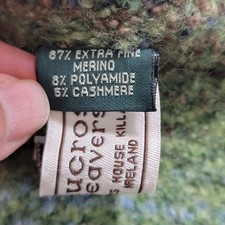 87% EXTRA FINE
MERINO
8% POLYAMIDE
5% CASHMERE
ucros
eavers
HOUSE KILL
IRELAND